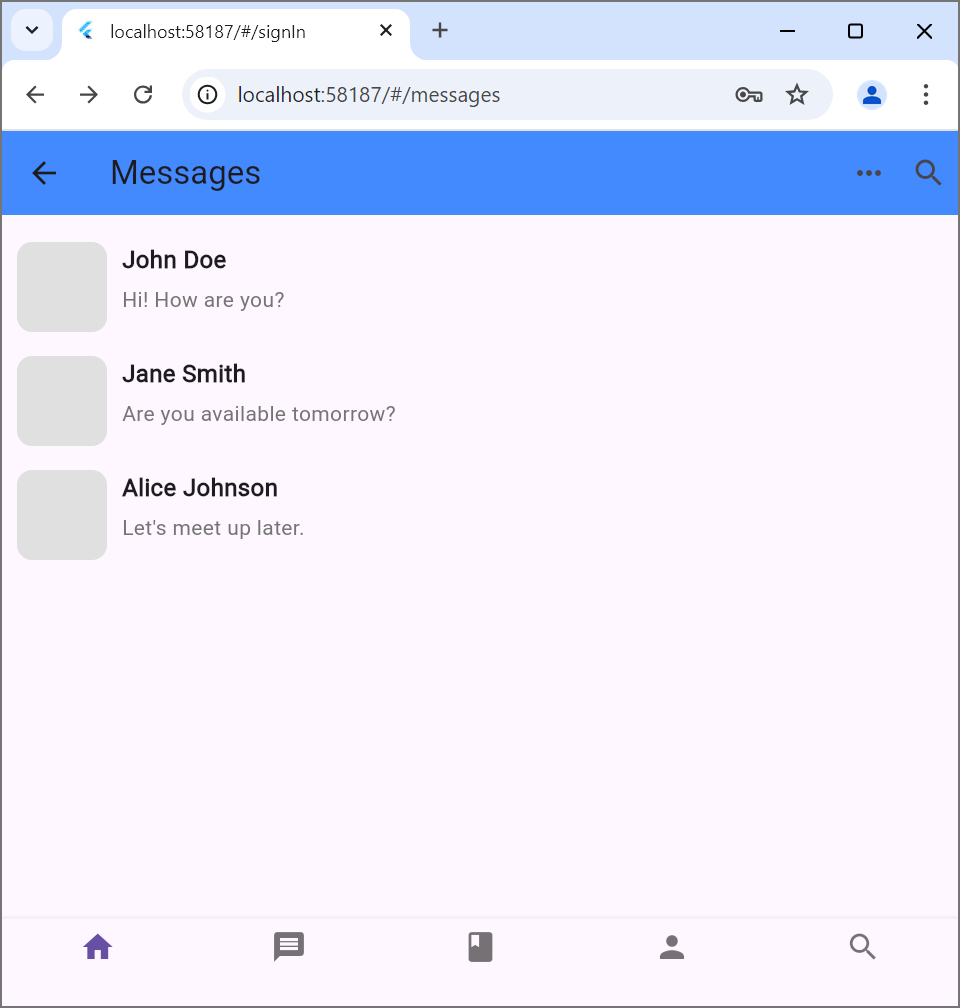 localhost:58187/#/signIn
localhost:58187/#/messages
Messages
John Doe
Hi! How are you?
Jane Smith
Are you available tomorrow?
Alice Johnson
Let's meet up later.